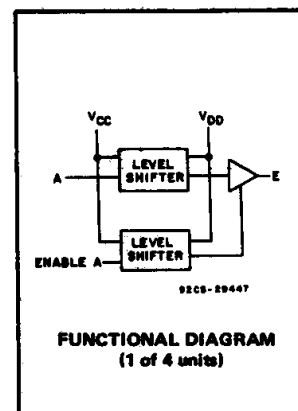 VCC VDD
LEVEL
SHIFTER
A E
LEVEL
SHIFTER
ENABLE A
92CS-29447
FUNCTIONAL DIAGRAM
(1 of 4 units)